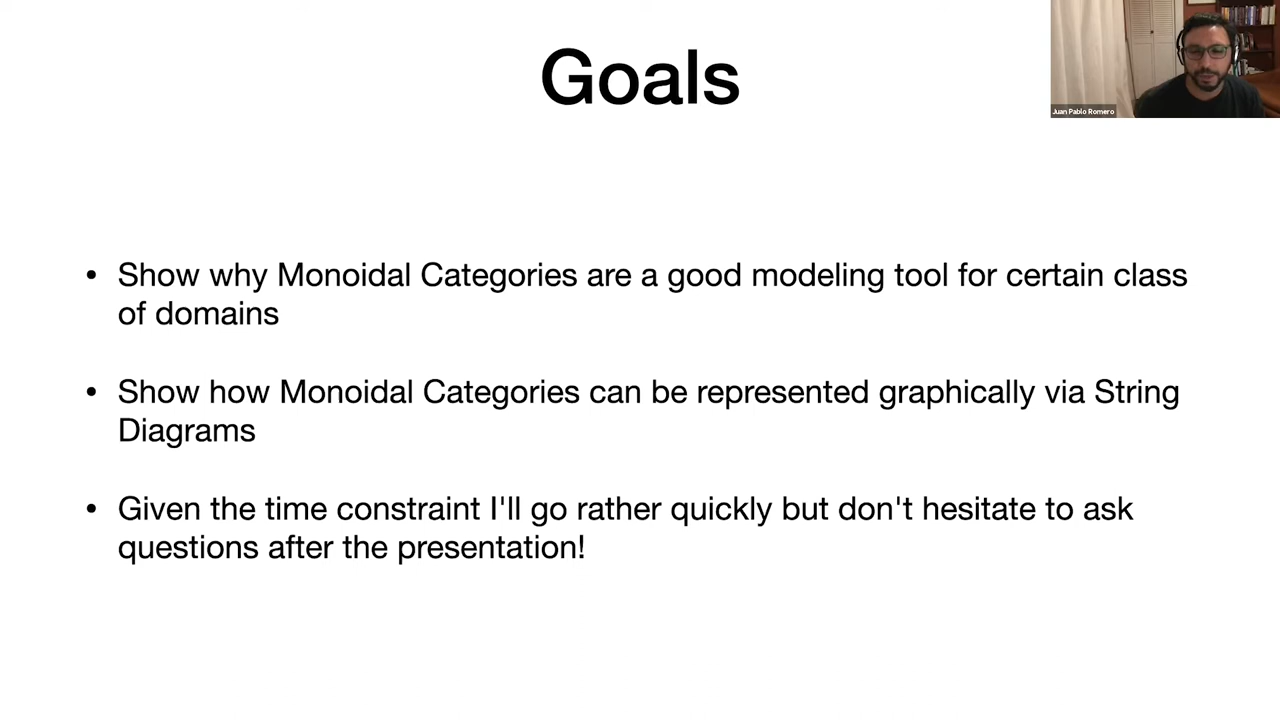 Goals
Juan Pablo Romero
• Show why Monoidal Categories are a good modeling tool for certain class
of domains
• Show how Monoidal Categories can be represented graphically via String
Diagrams
• Given the time constraint I'll go rather quickly but don't hesitate to ask
questions after the presentation!